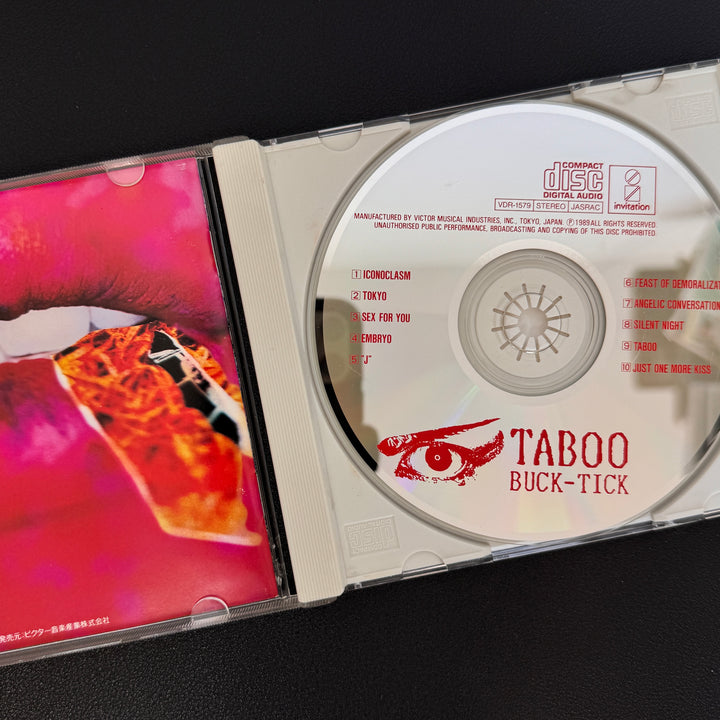 COMPACT
disc
DIGITAL AUDIO
invitation
VDR-1579 STEREO JASRAC
MANUFACTURED BY VICTOR MUSICAL INDUSTRIES, INC., TOKYO, JAPAN. Ⓟ1989 ALL RIGHTS RESERVED.
UNAUTHORISED PUBLIC PERFORMANCE, BROADCASTING AND COPYING OF THIS DISC PROHIBITED.
1 ICONOCLASM
2 TOKYO
3 SEX FOR YOU
4 EMBRYO
5 "J"
6 FEAST OF DEMORALIZAT
7 ANGELIC CONVERSATION
8 SILENT NIGHT
9 TABOO
10 JUST ONE MORE KISS
TABOO
BUCK-TICK
発売元:ビクター音楽産業株式会社